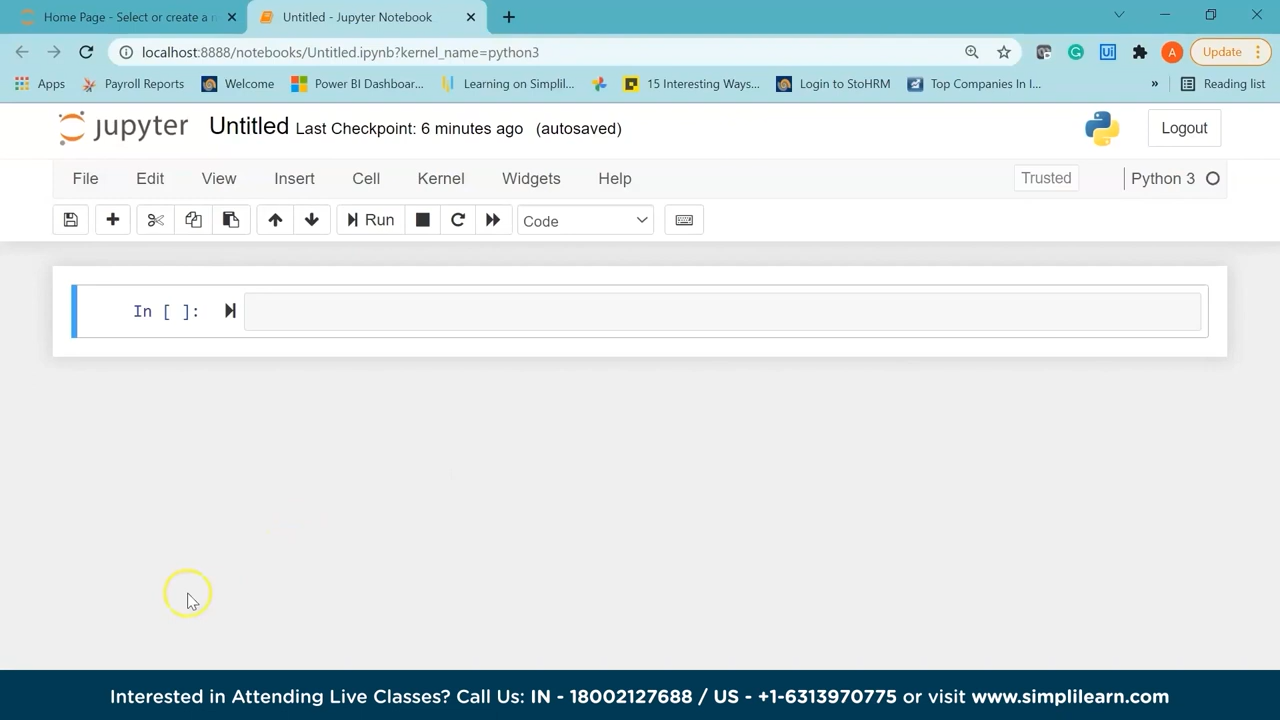 Home Page - Select or create a n
Untitled - Jupyter Notebook
localhost:8888/notebooks/Untitled.ipynb?kernel_name=python3
A
Update
Apps
Payroll Reports
Welcome
Power BI Dashboar...
Learning on Simplil...
15 Interesting Ways...
Login to StoHRM
Top Companies In I...
»
Reading list
jupyter Untitled Last Checkpoint: 6 minutes ago (autosaved)
Logout
File Edit View Insert Cell Kernel Widgets Help
Trusted
Python 3
Run
Code
In [ ]:
Interested in Attending Live Classes? Call Us: IN - 18002127688 / US - +1-6313970775 or visit www.simplilearn.com